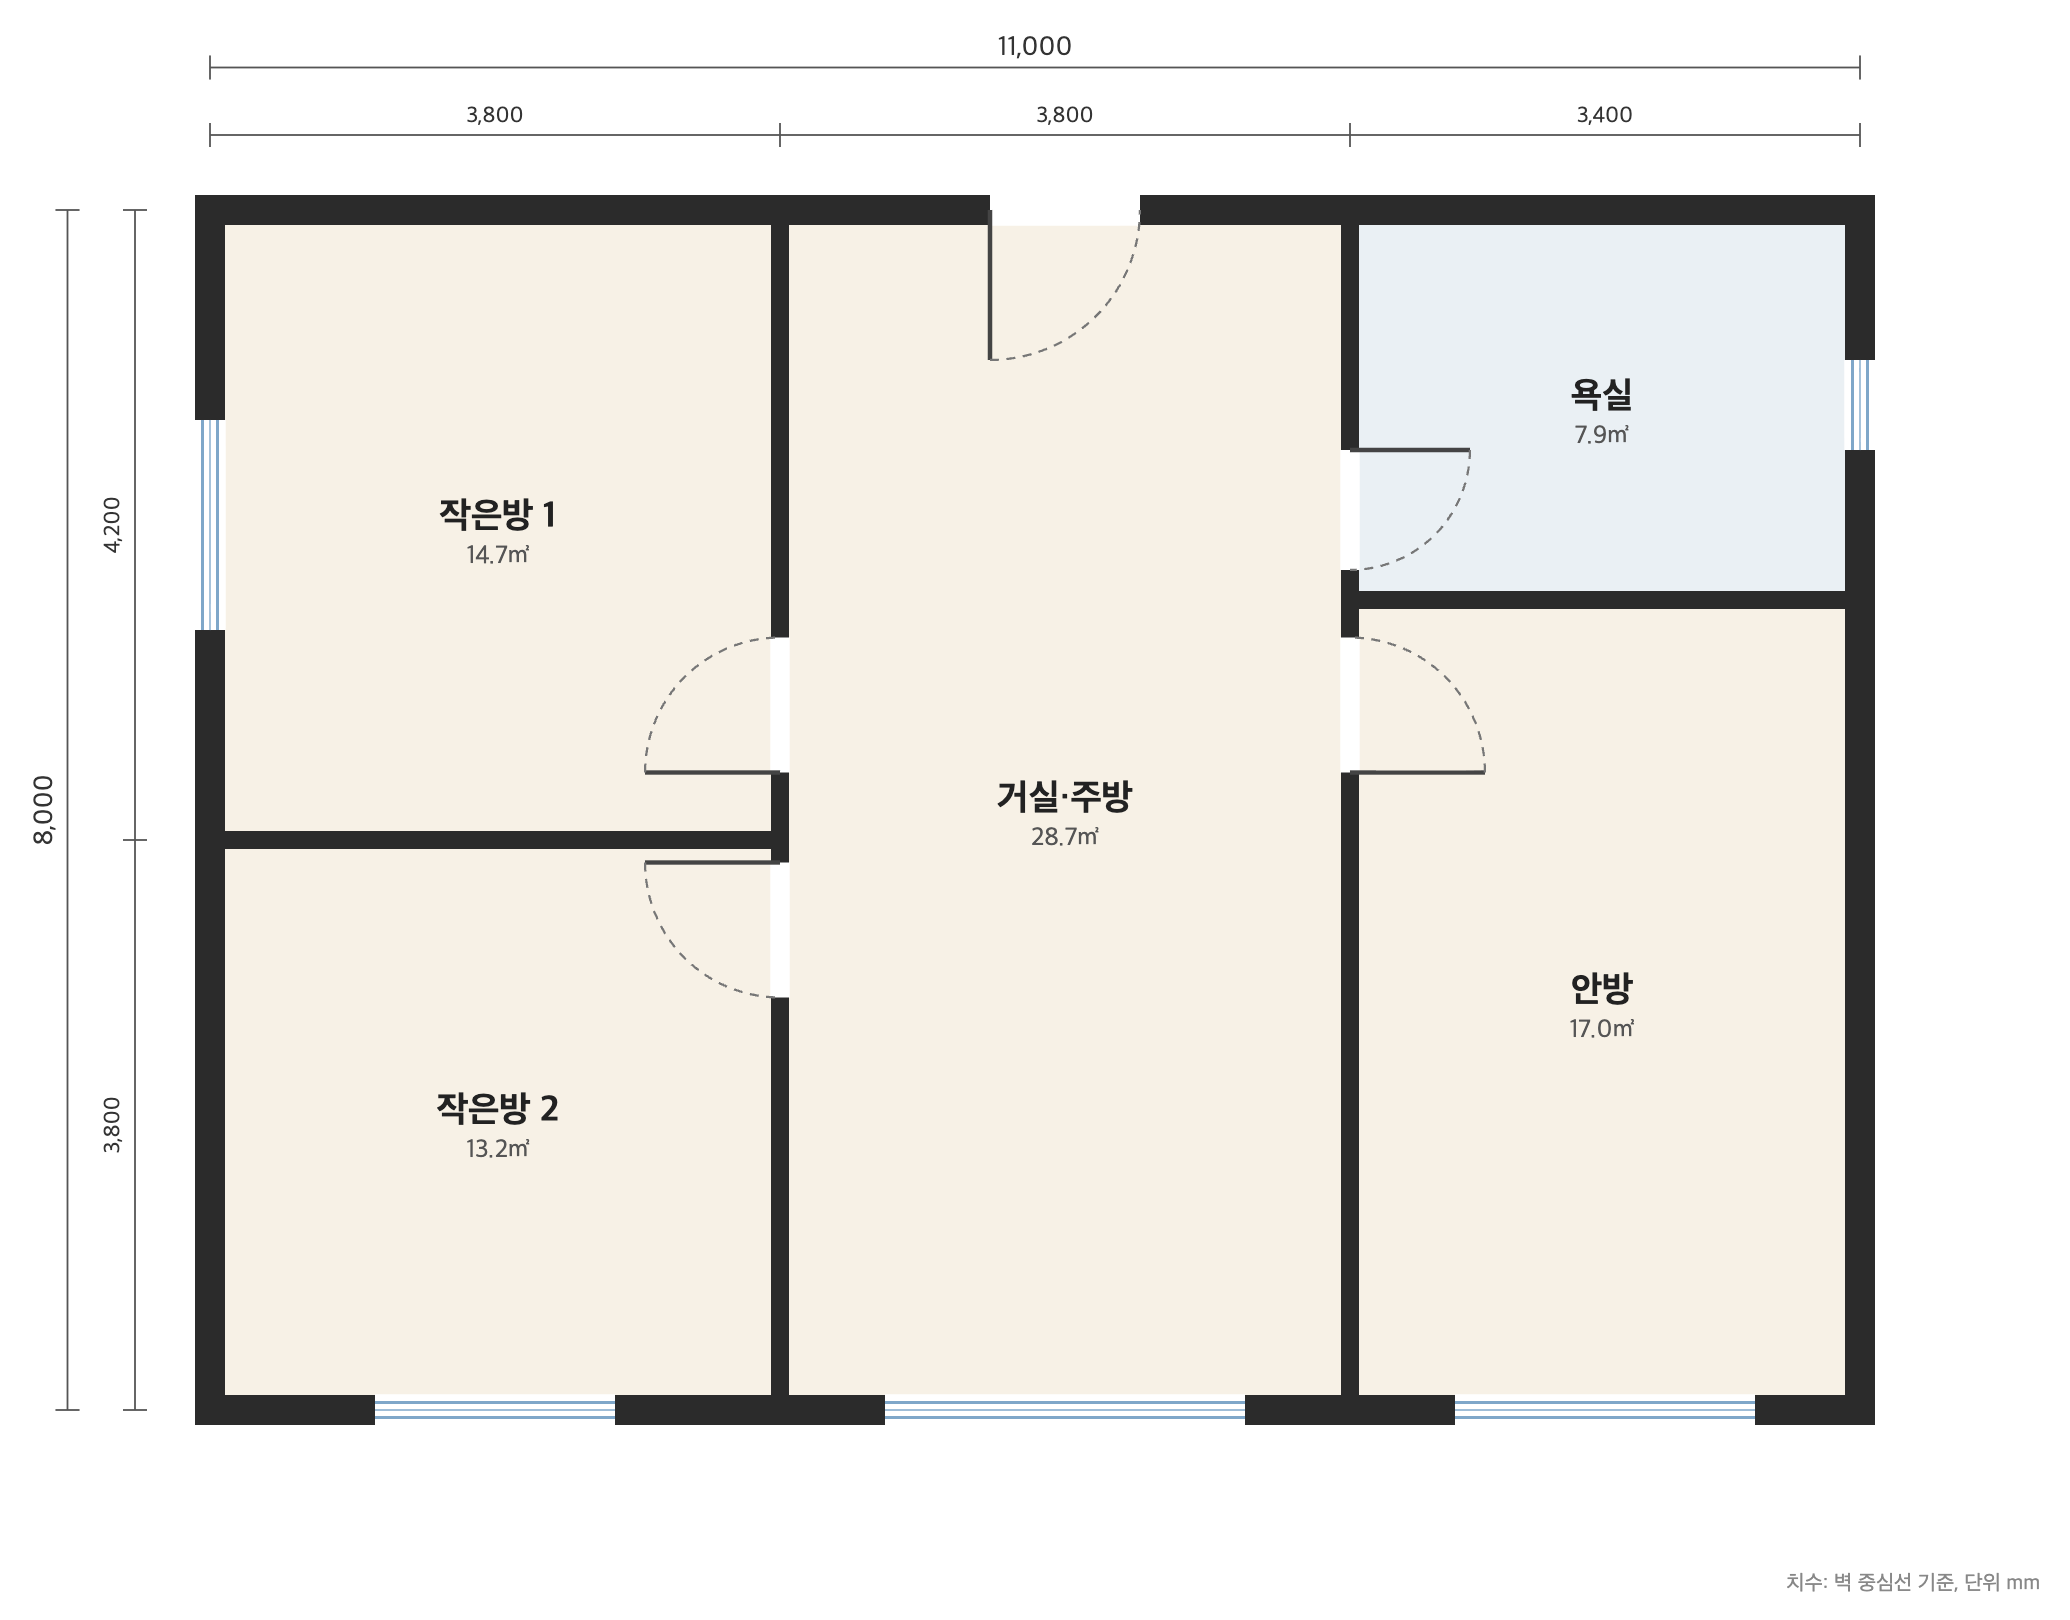 11,000
3,800
3,800
3,400
8,000
4,200
3,800
작은방 1
14.7㎡
욕실
7.9㎡
거실·주방
28.7㎡
안방
17.0㎡
작은방 2
13.2㎡
치수: 벽 중심선 기준, 단위 mm